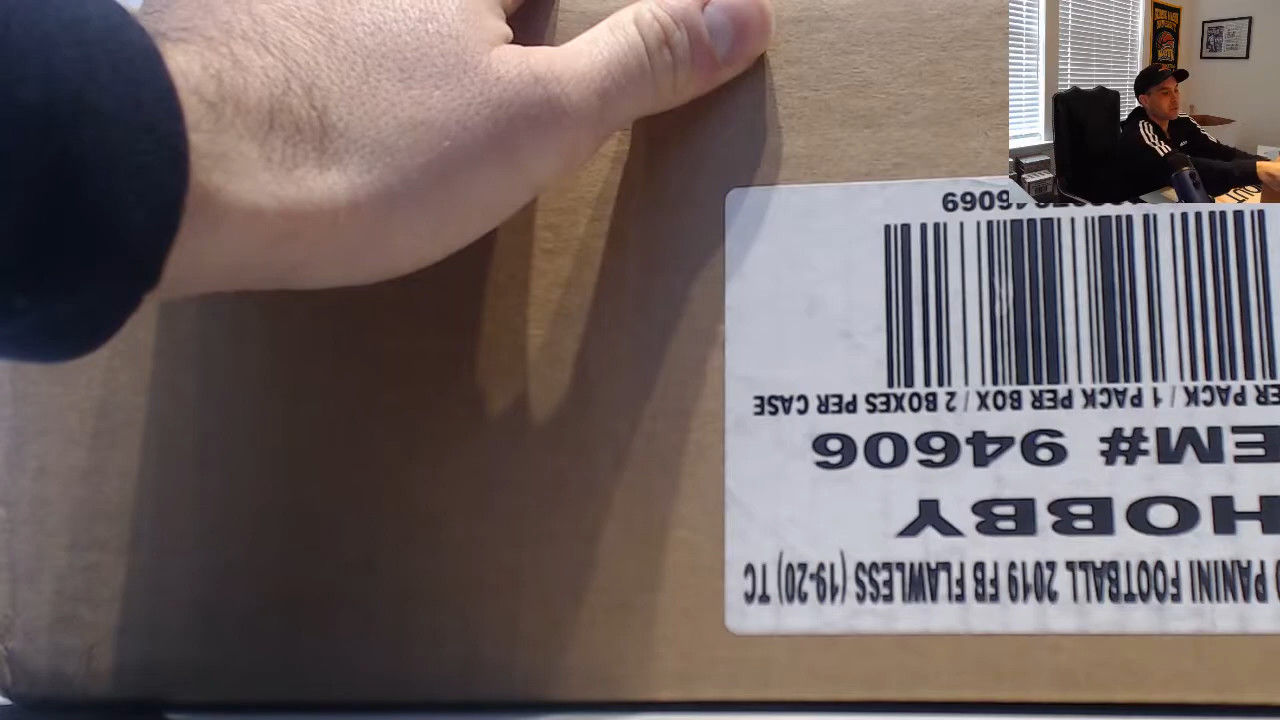 PANINI FOOTBALL 2019 FB FLAWLESS (19-20) TC
HOBBY
EM# 94606
ER PACK / 1 PACK PER BOX / 2 BOXES PER CASE
46069